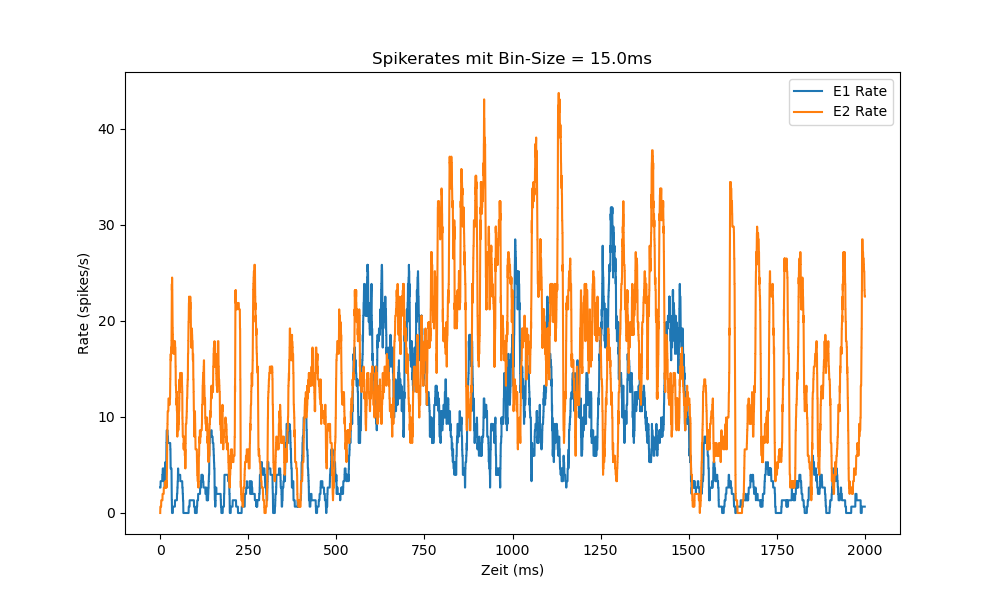 Spikerates mit Bin-Size = 15.0ms
E1 Rate
E2 Rate
Rate (spikes/s)
40
30
20
10
0
0 250 500 750 1000 1250 1500 1750 2000
Zeit (ms)